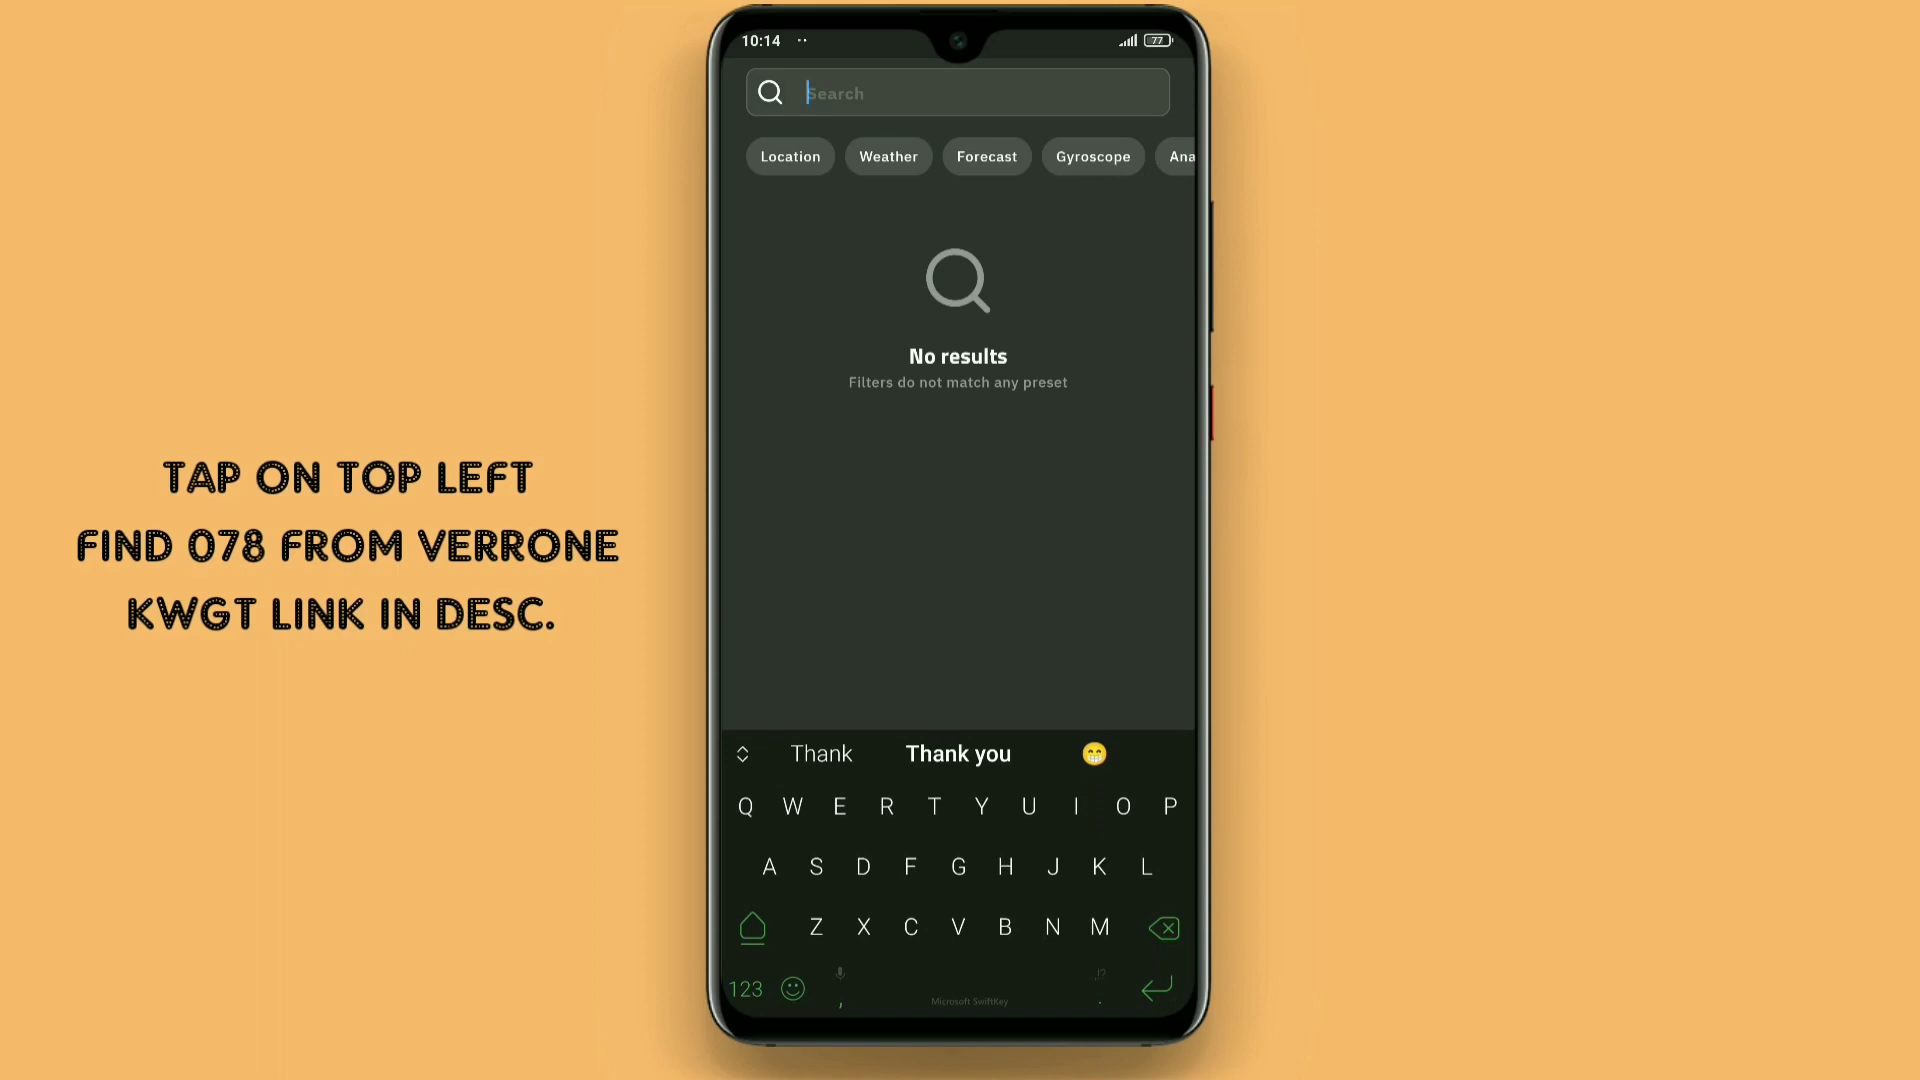 TAP ON TOP LEFT
FIND 078 FROM VERRONE
KWGT LINK IN DESC.
10:14
77
Search
Location Weather Forecast Gyroscope Ana
No results
Filters do not match any preset
Thank Thank you
Q W E R T Y U I O P
A S D F G H J K L
Z X C V B N M
123 , Microsoft SwiftKey .